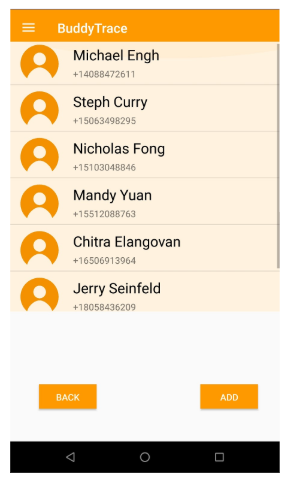 BuddyTrace
Michael Engh
+14088472611
Steph Curry
+15063498295
Nicholas Fong
+15103048846
Mandy Yuan
+15512088763
Chitra Elangovan
+16506913964
Jerry Seinfeld
+18058436209
BACK
ADD